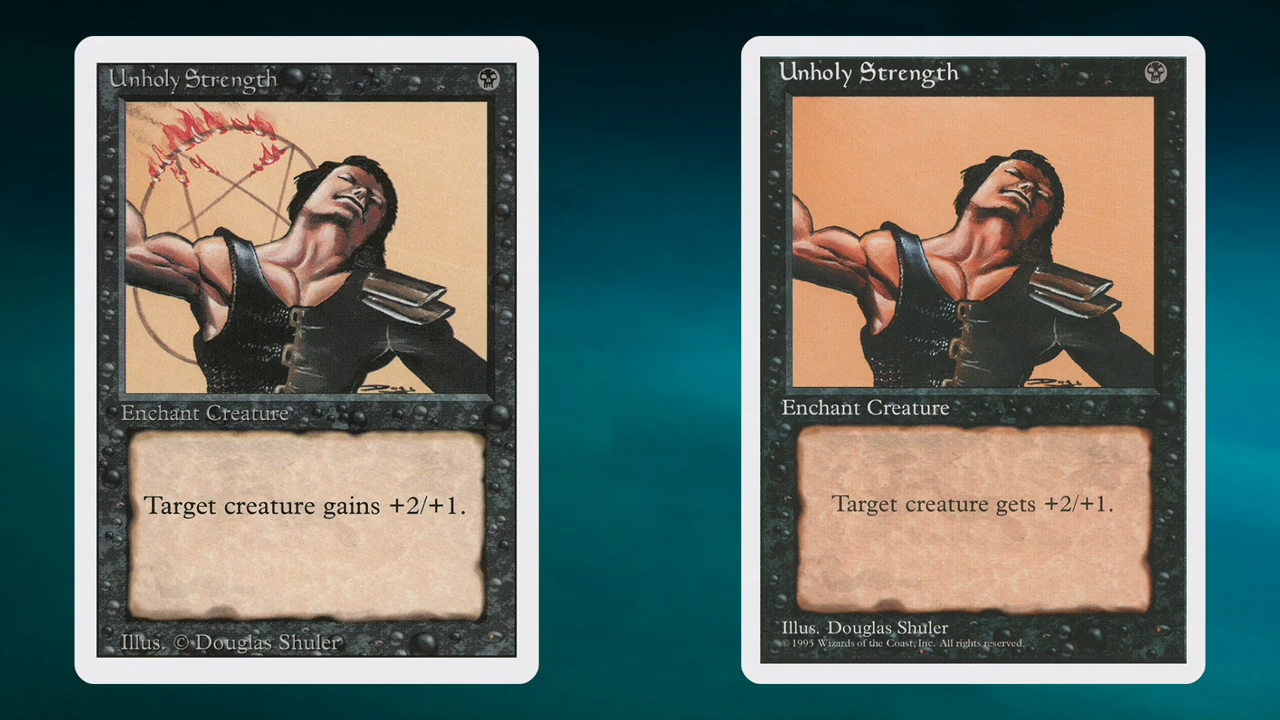 Unholy Strength
Enchant Creature
Target creature gains +2/+1.
Illus. © Douglas Shuler
Unholy Strength
Enchant Creature
Target creature gets +2/+1.
Illus. Douglas Shuler
© 1995 Wizards of the Coast, Inc. All rights reserved.